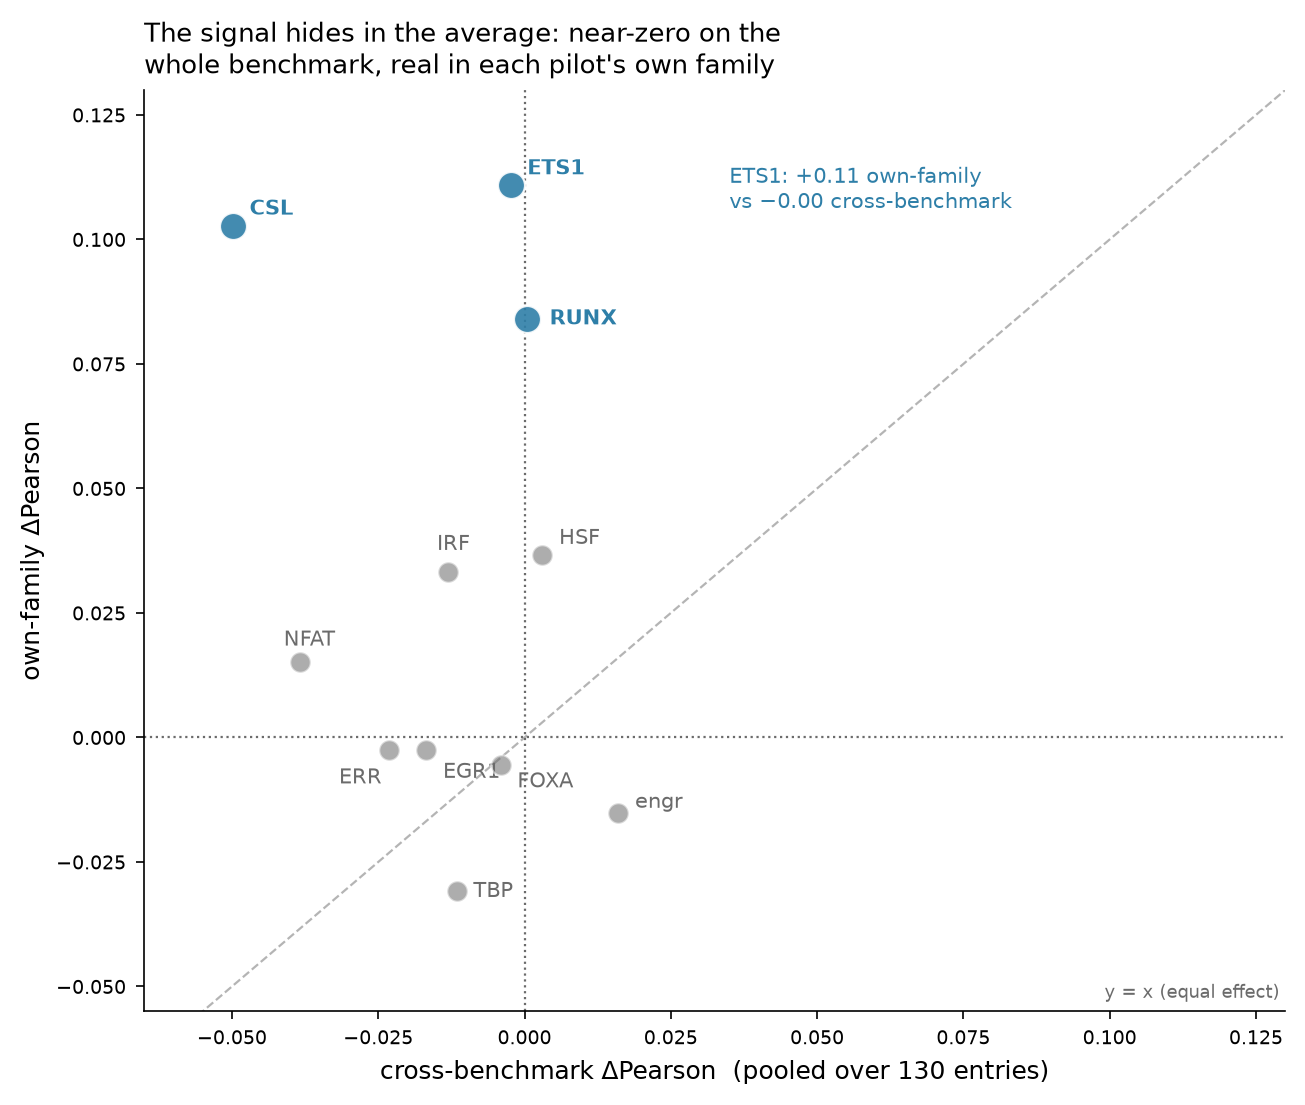 The signal hides in the average: near-zero on the
whole benchmark, real in each pilot's own family
0.125
0.100
0.075
0.050
0.025
0.000
−0.025
−0.050
own-family ΔPearson
ETS1
CSL
RUNX
ETS1: +0.11 own-family
vs −0.00 cross-benchmark
IRF
HSF
NFAT
ERR
EGR1
FOXA
engr
TBP
y = x (equal effect)
−0.050
−0.025
0.000
0.025
0.050
0.075
0.100
0.125
cross-benchmark ΔPearson (pooled over 130 entries)